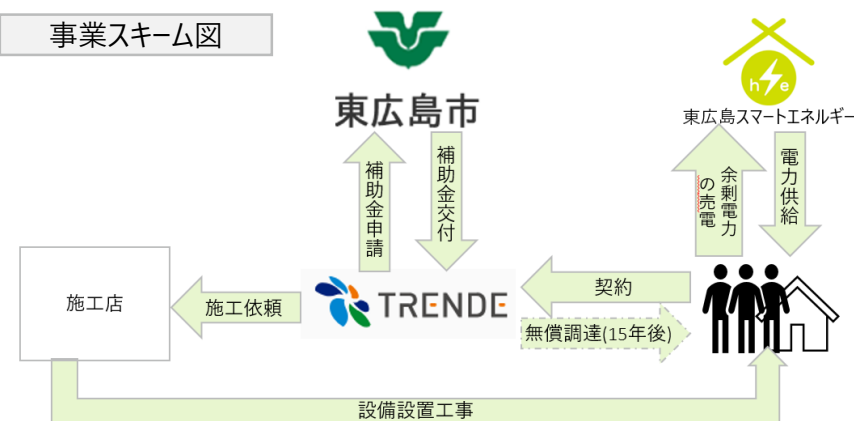 事業スキーム図
東広島市
h e
東広島スマートエネルギー
補助金申請
補助金交付
余剰電力
の売電
電力供給
施工店
施工依頼
TRENDE
契約
無償調達(15年後)
設備設置工事